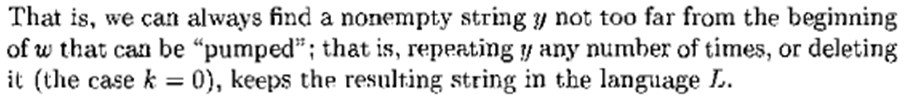 That is, we can always find a nonempty string y not too far from the beginning
of w that can be "pumped"; that is, repeating y any number of times, or deleting
it (the case k = 0), keeps the resulting string in the language L.